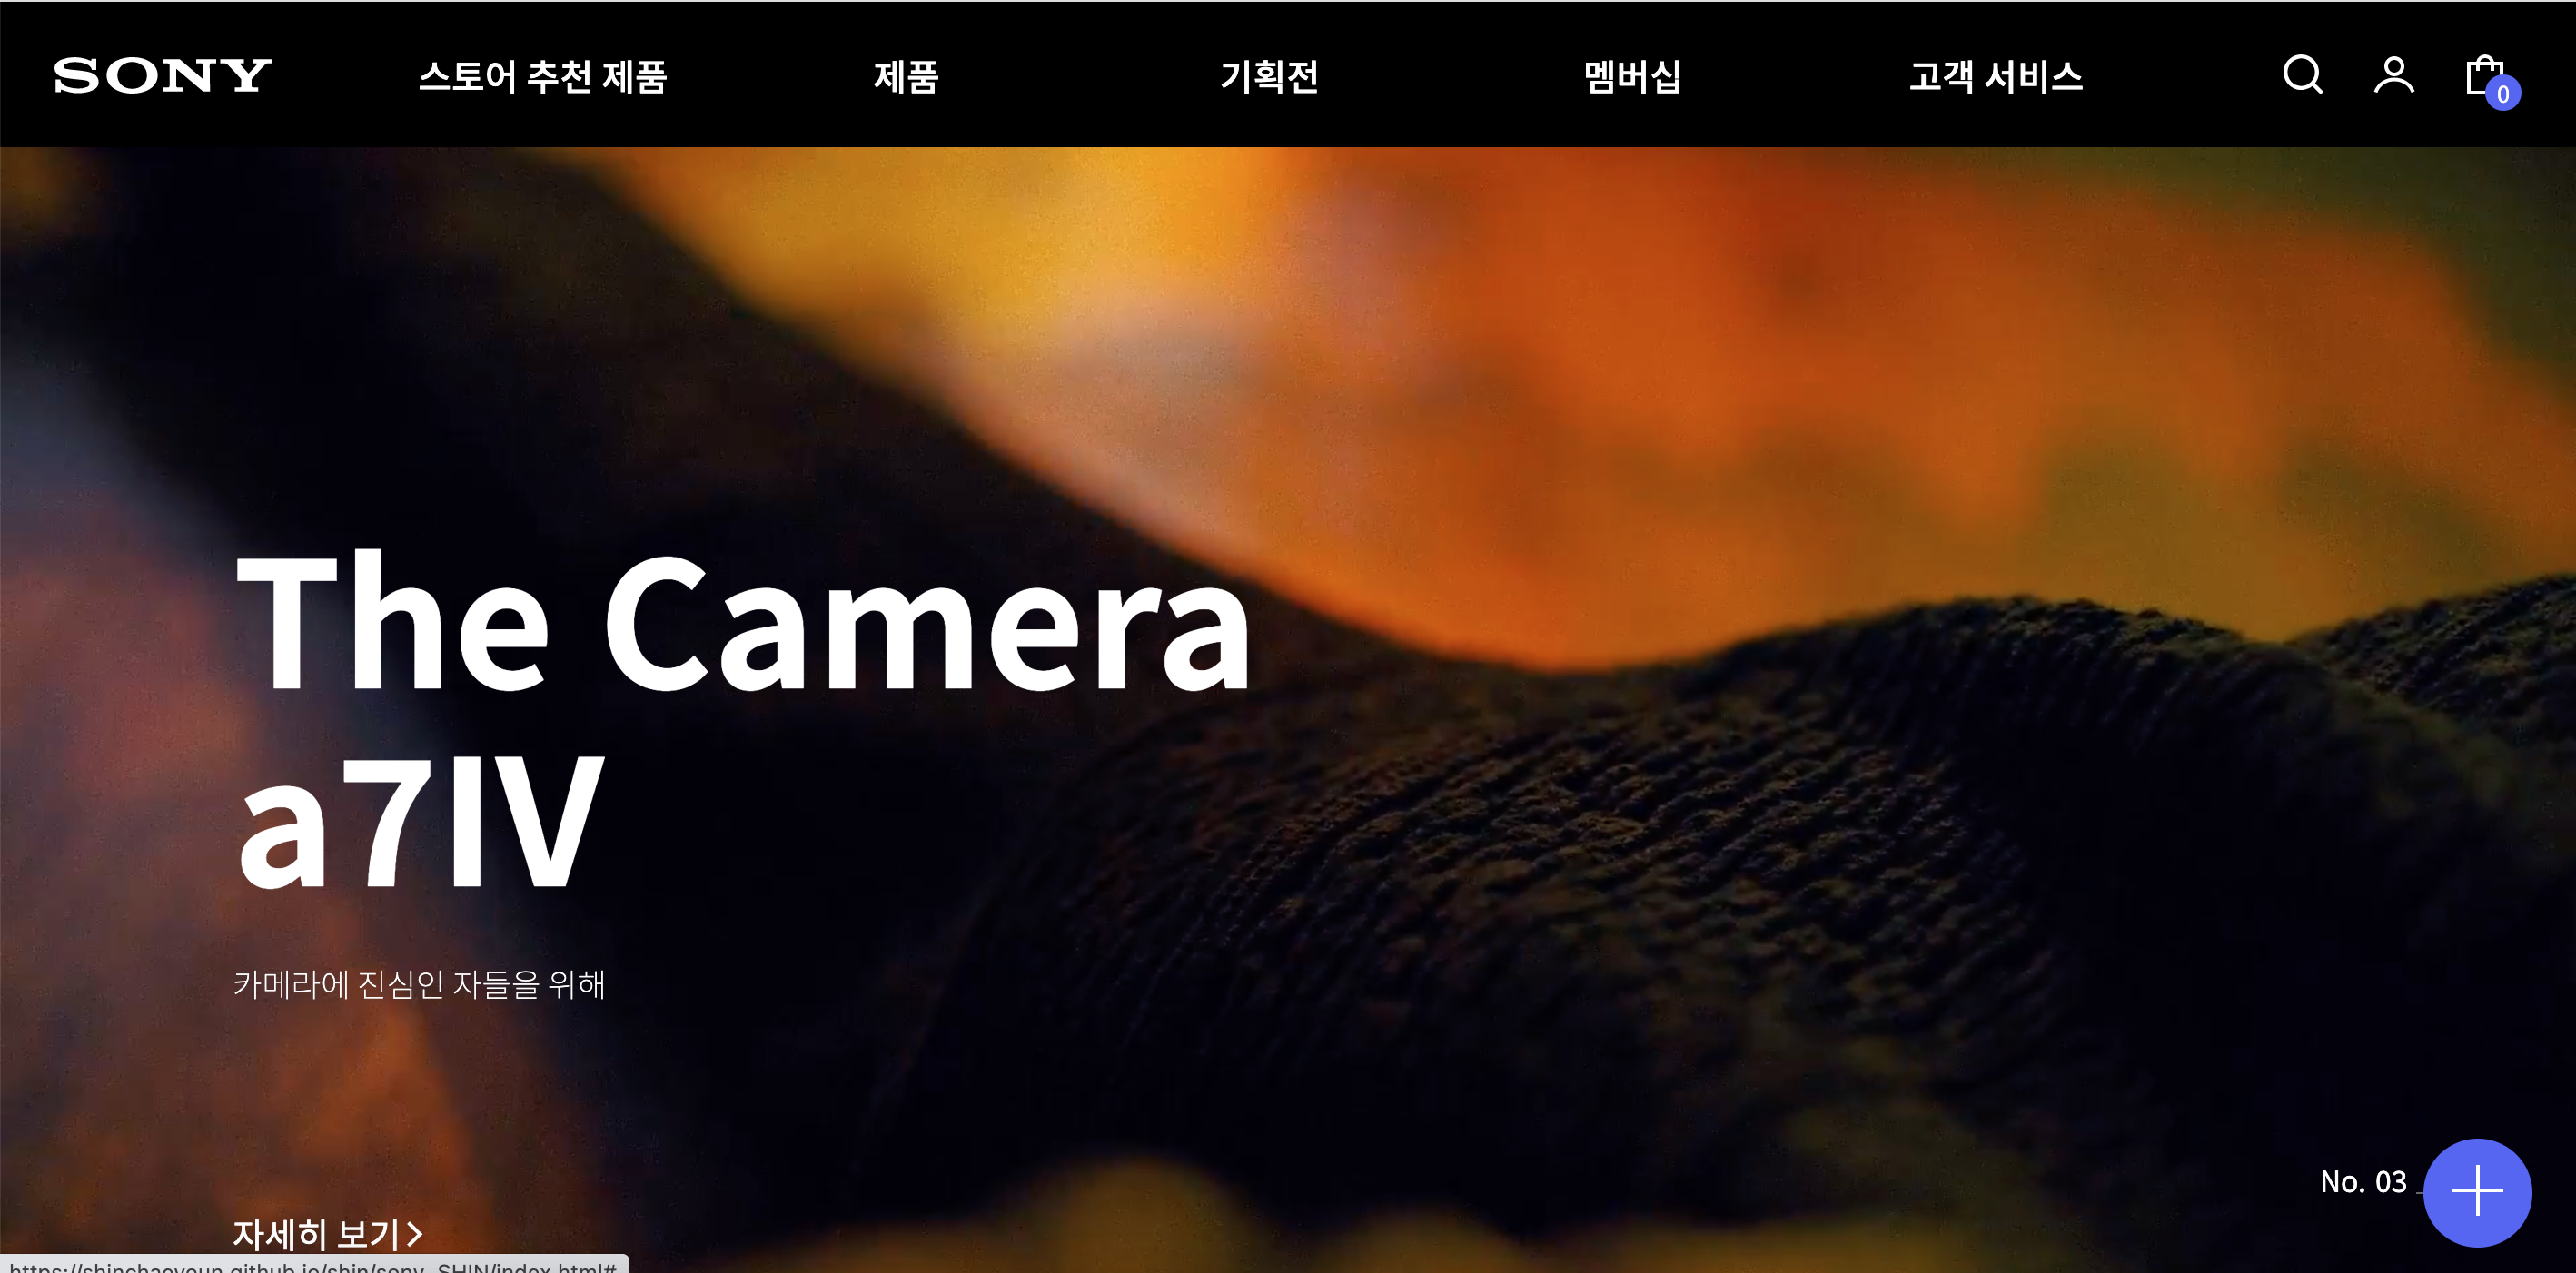 SONY 스토어 추천 제품 제품 기획전 멤버십 고객 서비스 0
The Camera
a7IV
카메라에 진심인 자들을 위해
No. 03
자세히 보기
https://shinchaeyoun.github.io/shin/sony_SHIN/index.html#